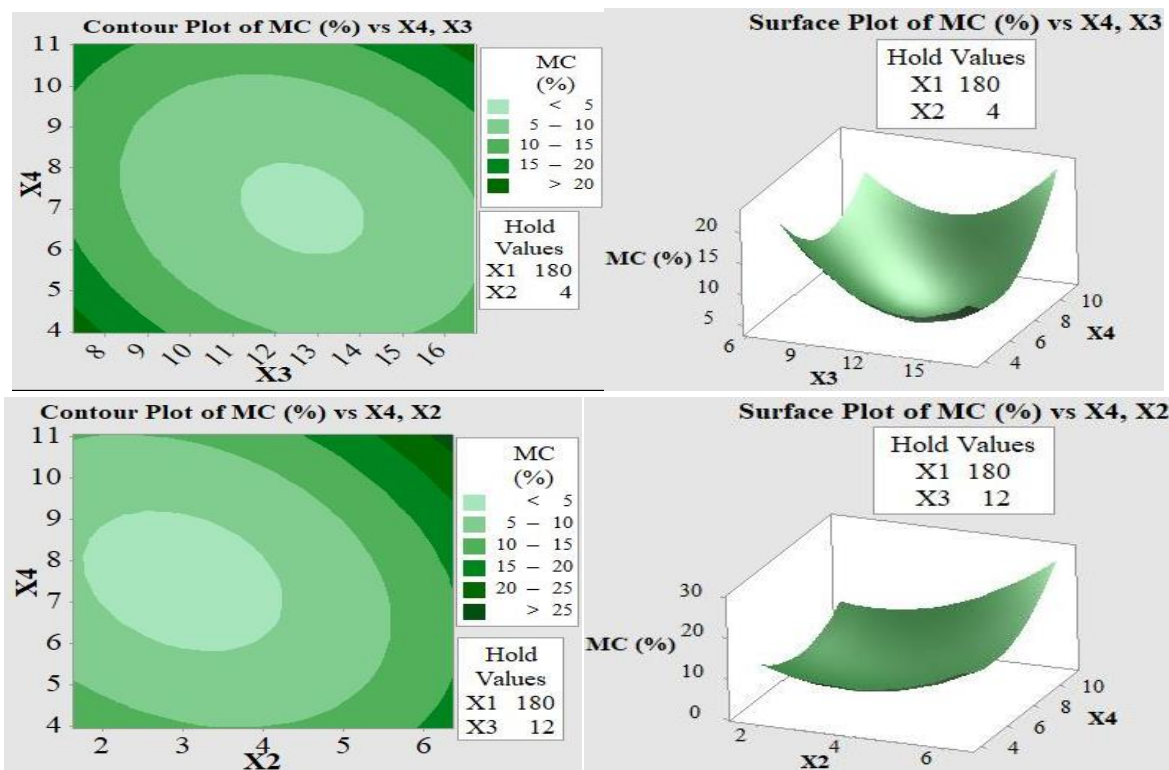 Contour Plot of MC (%) vs X4, X3
11
10
9
8
7
6
5
4
X4
8 9 10 11 12 13 14 15 16
X3
MC
(%)
< 5
5 – 10
10 – 15
15 – 20
> 20
Hold
Values
X1 180
X2 4
Surface Plot of MC (%) vs X4, X3
Hold Values
X1 180
X2 4
20
15
10
5
MC (%)
6 9 12 15
X3
4 6 8 10
X4
Contour Plot of MC (%) vs X4, X2
11
10
9
8
7
6
5
4
X4
2 3 4 5 6
X2
MC
(%)
< 5
5 – 10
10 – 15
15 – 20
20 – 25
> 25
Hold
Values
X1 180
X3 12
Surface Plot of MC (%) vs X4, X2
Hold Values
X1 180
X3 12
30
20
10
0
MC (%)
2 4 6
X2
4 6 8 10
X4